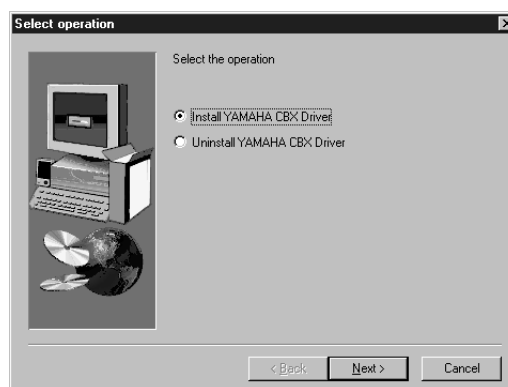 Select operation
Select the operation
Install YAMAHA CBX Driver
Uninstall YAMAHA CBX Driver
< Back
Next >
Cancel